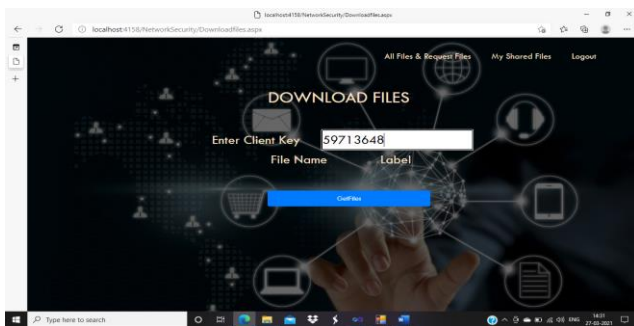 localhost:4158/NetworkSecurity/Downloadfiles.aspx
localhost:4158/NetworkSecurity/Downloadfiles.aspx
All Files & Request Files My Shared Files Logout
DOWNLOAD FILES
Enter Client Key 59713648
File Name Label
GetFiles
Type here to search
ENG 14:01
27-03-2021